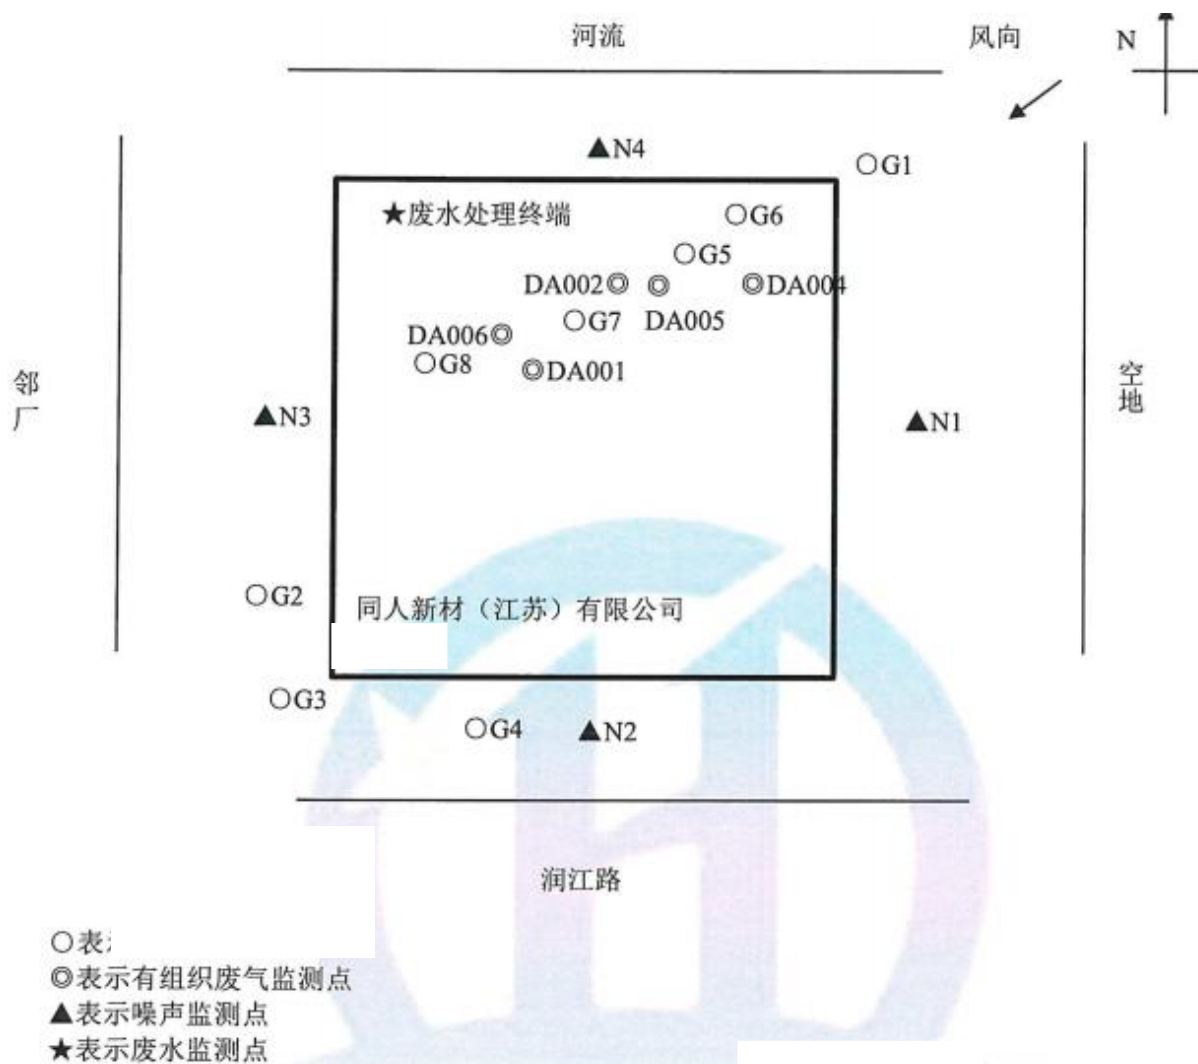 河流
风向
N
▲N4
○G1
★废水处理终端
○G6
○G5
DA002◎
◎DA004
DA005
○G7
DA006◎
○G8
◎DA001
邻厂
空地
▲N3
▲N1
○G2
同人新材（江苏）有限公司
○G3
○G4
▲N2
润江路
○表
◎表示有组织废气监测点
▲表示噪声监测点
★表示废水监测点